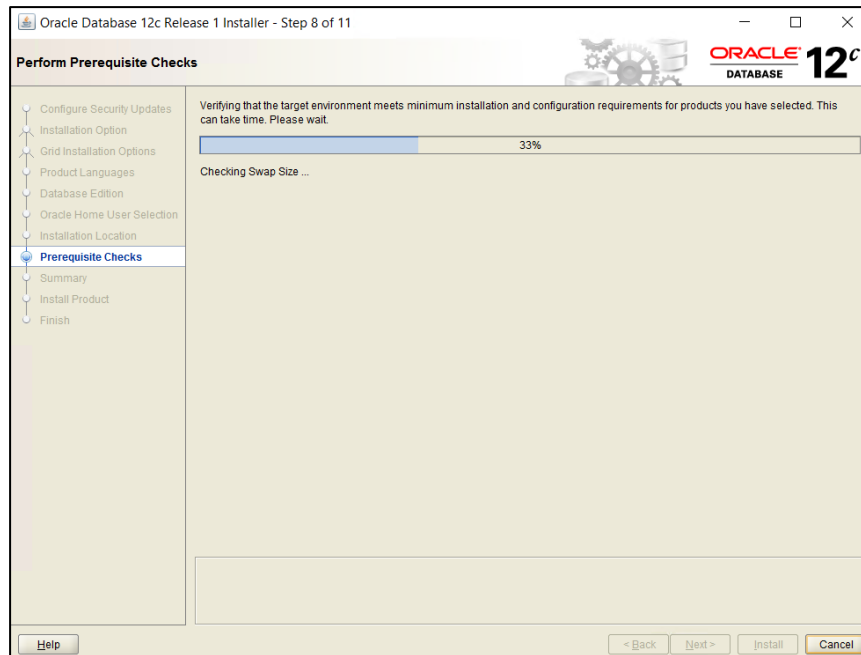 Oracle Database 12c Release 1 Installer - Step 8 of 11
Perform Prerequisite Checks
ORACLE
DATABASE
12c
Configure Security Updates
Installation Option
Grid Installation Options
Product Languages
Database Edition
Oracle Home User Selection
Installation Location
Prerequisite Checks
Summary
Install Product
Finish
Verifying that the target environment meets minimum installation and configuration requirements for products you have selected. This
can take time. Please wait.
33%
Checking Swap Size ...
Help
< Back
Next >
Install
Cancel